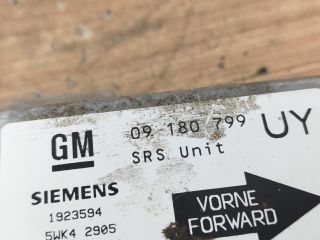 GM 09 180 799 UY
SRS Unit
SIEMENS
1923594
5WK4 2905
VORNE
FORWARD